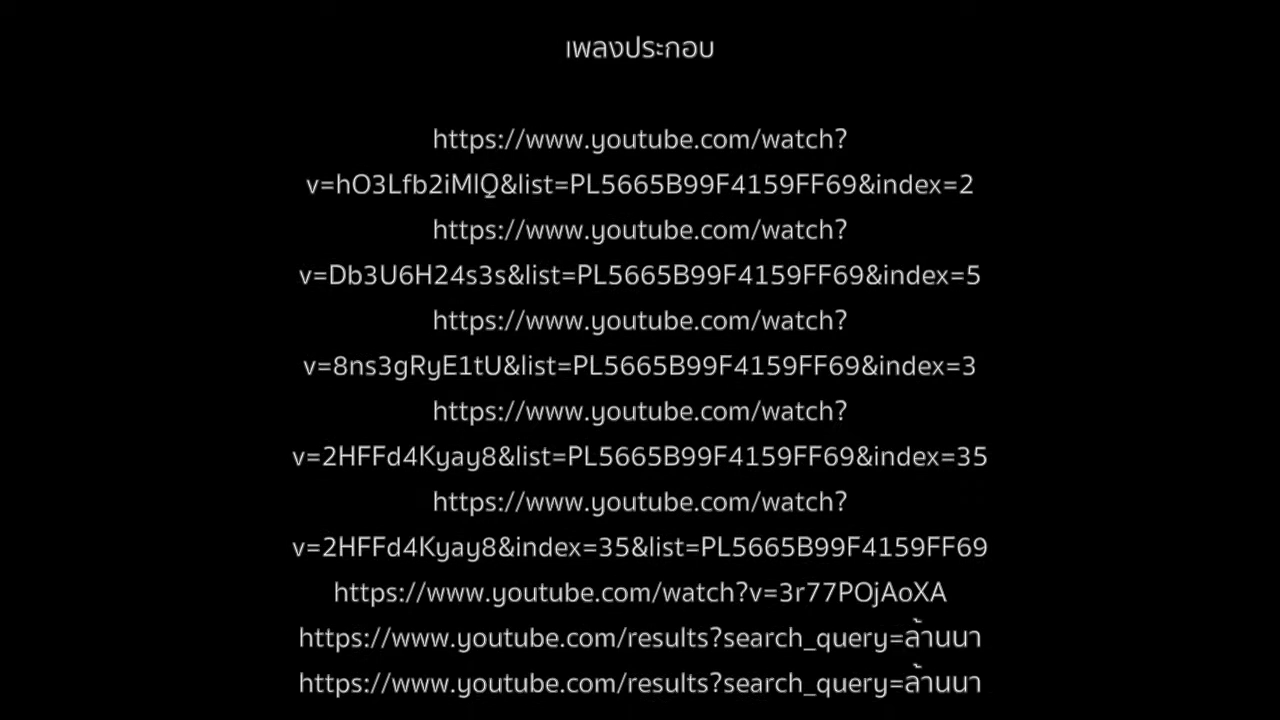 เพลงประกอบ
https://www.youtube.com/watch?
v=hO3Lfb2iMlQ&list=PL5665B99F4159FF69&index=2
https://www.youtube.com/watch?
v=Db3U6H24s3s&list=PL5665B99F4159FF69&index=5
https://www.youtube.com/watch?
v=8ns3gRyE1tU&list=PL5665B99F4159FF69&index=3
https://www.youtube.com/watch?
v=2HFFd4Kyay8&list=PL5665B99F4159FF69&index=35
https://www.youtube.com/watch?
v=2HFFd4Kyay8&index=35&list=PL5665B99F4159FF69
https://www.youtube.com/watch?v=3r77POjAoXA
https://www.youtube.com/results?search_query=ล้านนา
https://www.youtube.com/results?search_query=ล้านนา